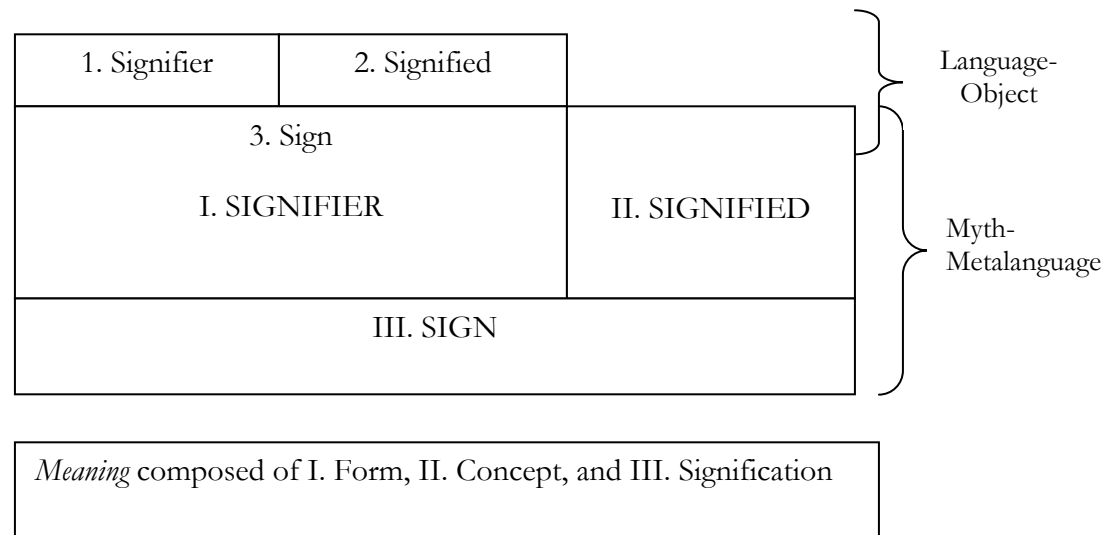 1. Signifier
2. Signified
Language-
Object
3. Sign
I. SIGNIFIER
II. SIGNIFIED
Myth-
Metalanguage
III. SIGN
Meaning composed of I. Form, II. Concept, and III. Signification